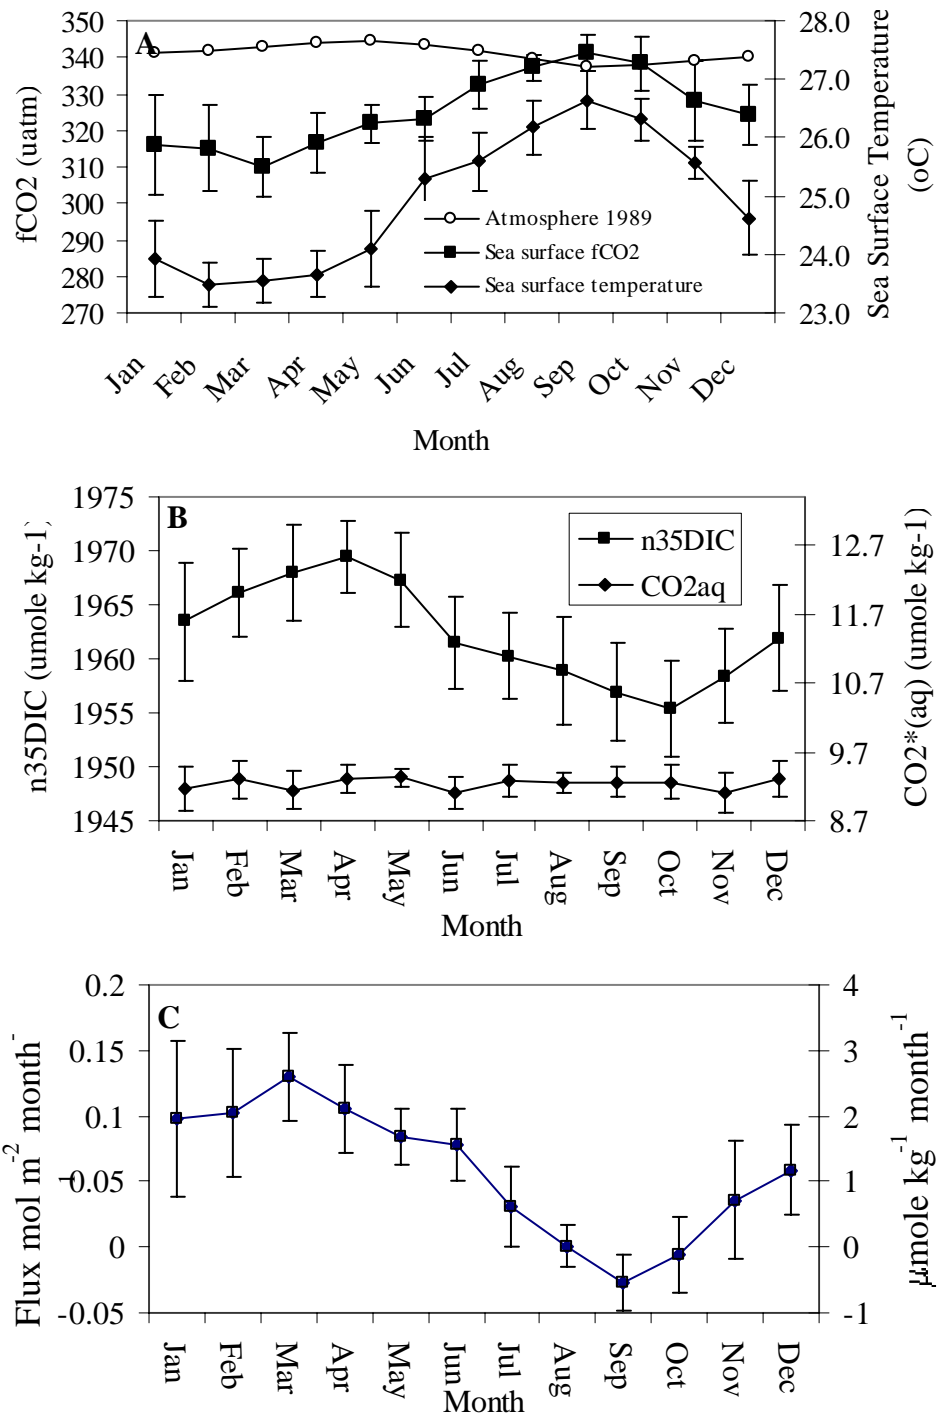 A
350
340
330
320
310
300
290
280
270
fCO2 (uatm)
28.0
27.0
26.0
25.0
24.0
23.0
Sea Surface Temperature
(oC)
Atmosphere 1989
Sea surface fCO2
Sea surface temperature
Jan Feb Mar Apr May Jun Jul Aug Sep Oct Nov Dec
Month
B
1975
1970
1965
1960
1955
1950
1945
n35DIC (umole kg-1)
n35DIC
CO2aq
12.7
11.7
10.7
9.7
8.7
CO2*(aq) (umole kg-1)
Jan Feb Mar Apr May Jun Jul Aug Sep Oct Nov Dec
Month
C
0.2
0.15
0.1
0.05
0
-0.05
Flux mol m-2 month-
4
3
2
1
0
-1
μmole kg-1 month-1
Jan Feb Mar Apr May Jun Jul Aug Sep Oct Nov Dec
Month